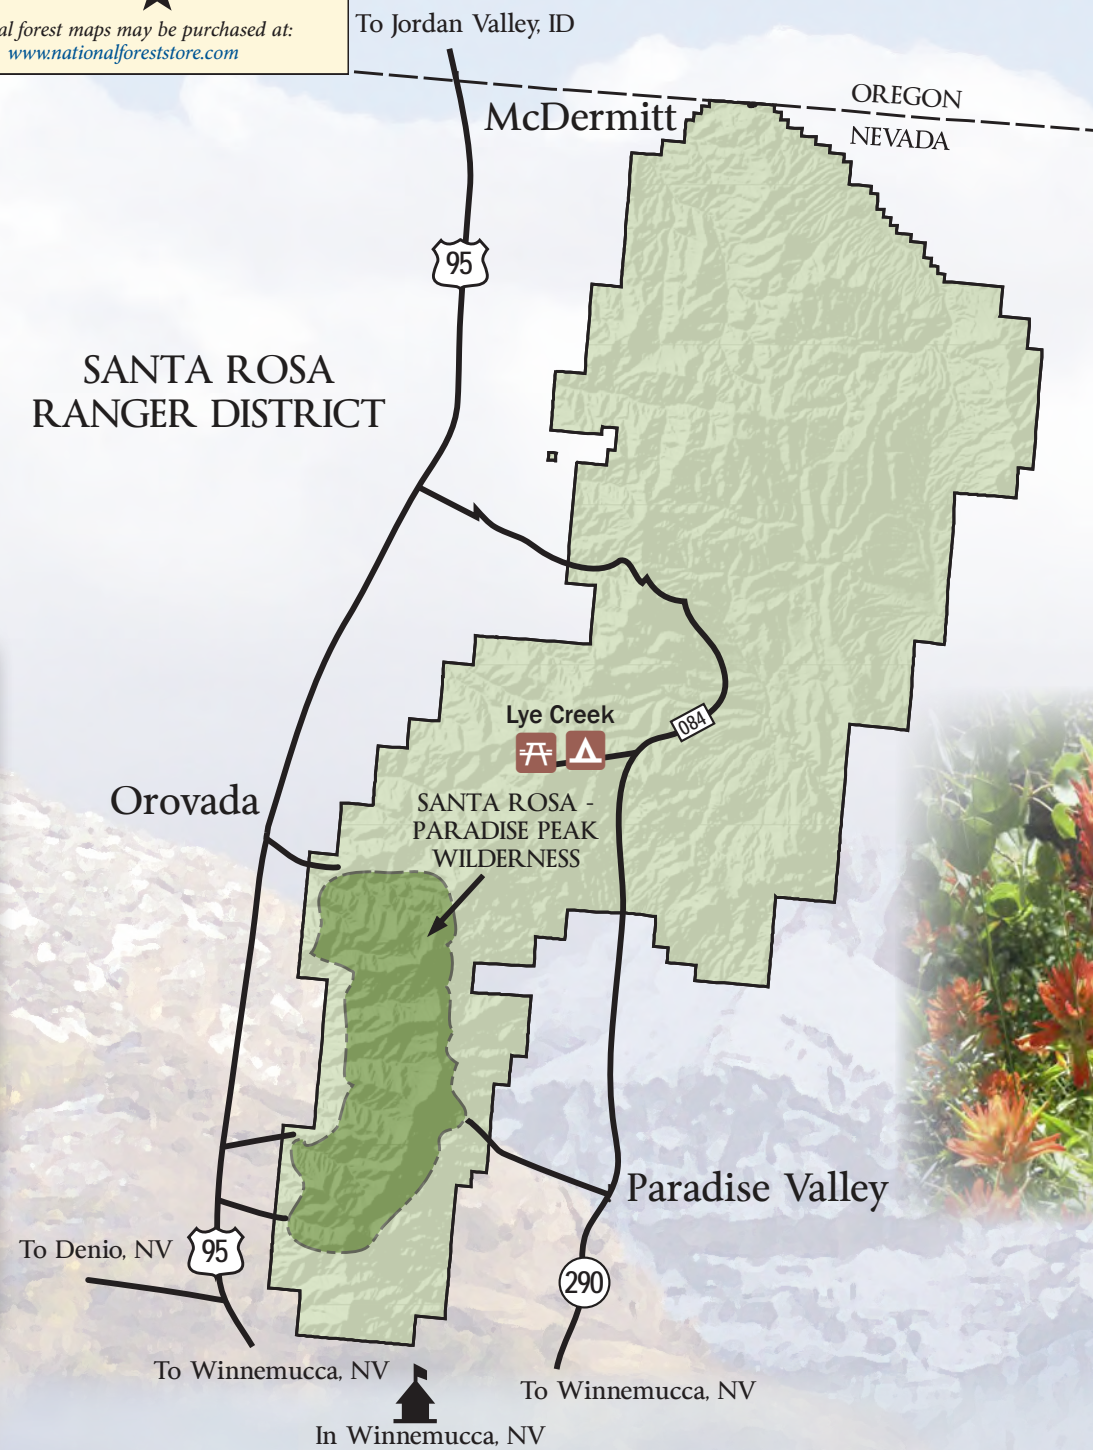 al forest maps may be purchased at:
www.nationalforeststore.com
To Jordan Valley, ID
OREGON
McDermitt
NEVADA
95
SANTA ROSA
RANGER DISTRICT
Lye Creek
084
Orovada
SANTA ROSA -
PARADISE PEAK
WILDERNESS
Paradise Valley
To Denio, NV
95
290
To Winnemucca, NV
To Winnemucca, NV
In Winnemucca, NV